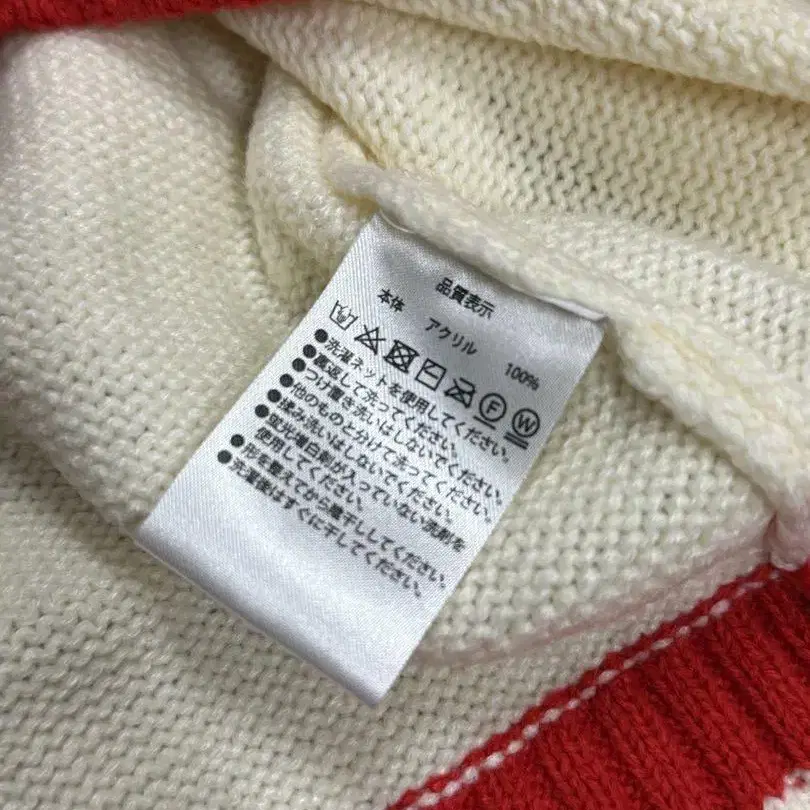 品質表示
本体 アクリル 100%
F W
●洗濯ネットを使用してください。
●裏返して洗ってください。
●つけ置き洗いはしないでください。
●他のものと分けて洗ってください。
●揉み洗いはしないでください。
●蛍光増白剤が入っていない洗剤を
使用してください。
●形を整えてから陰干ししてください。
●洗濯後はすぐに干してください。